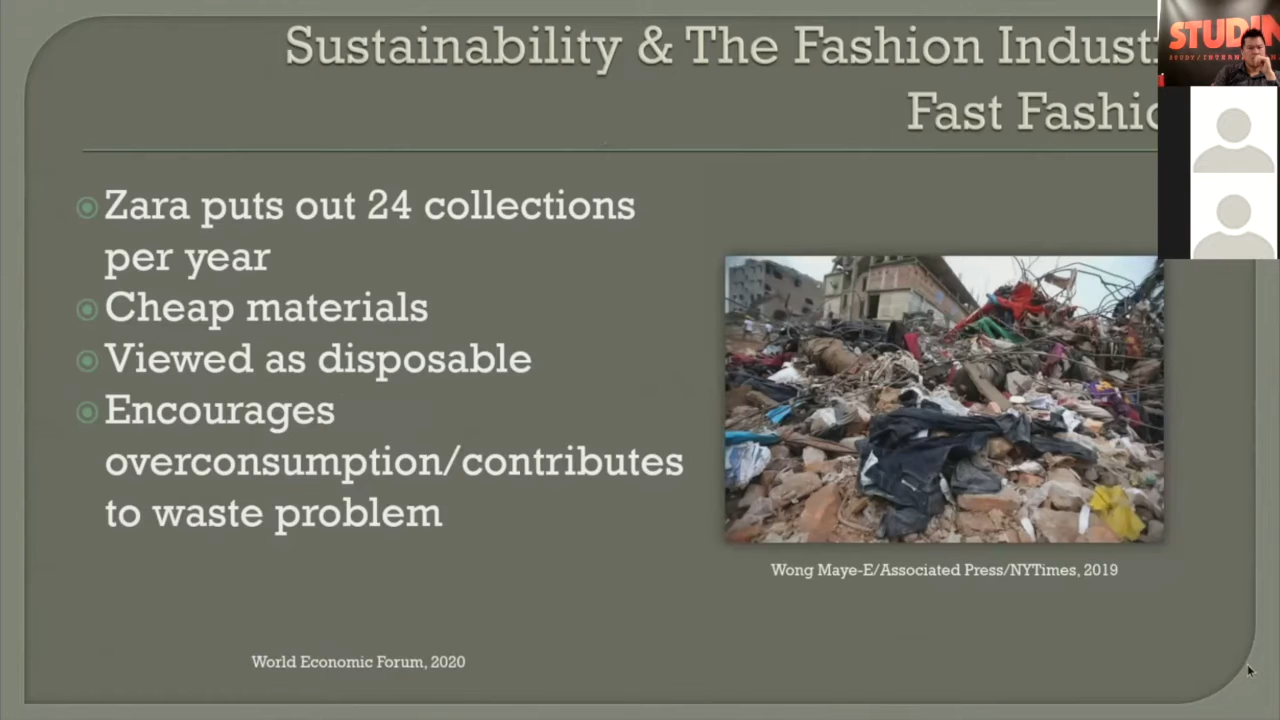 Sustainability & The Fashion Indust
Fast Fashio
Zara puts out 24 collections
per year
Cheap materials
Viewed as disposable
Encourages
overconsumption/contributes
to waste problem
Wong Maye-E/Associated Press/NYTimes, 2019
World Economic Forum, 2020
STUDIN